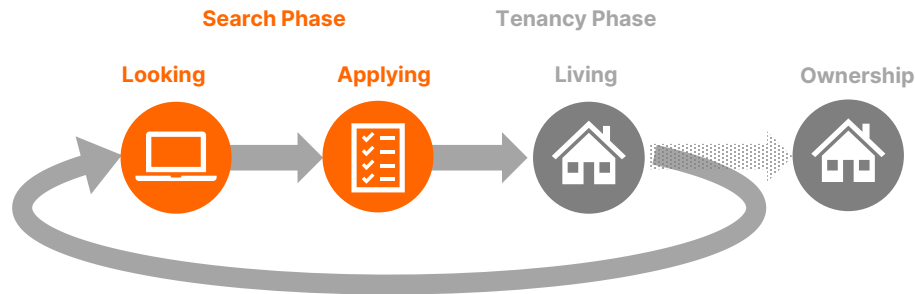 Search Phase
Tenancy Phase
Looking
Applying
Living
Ownership